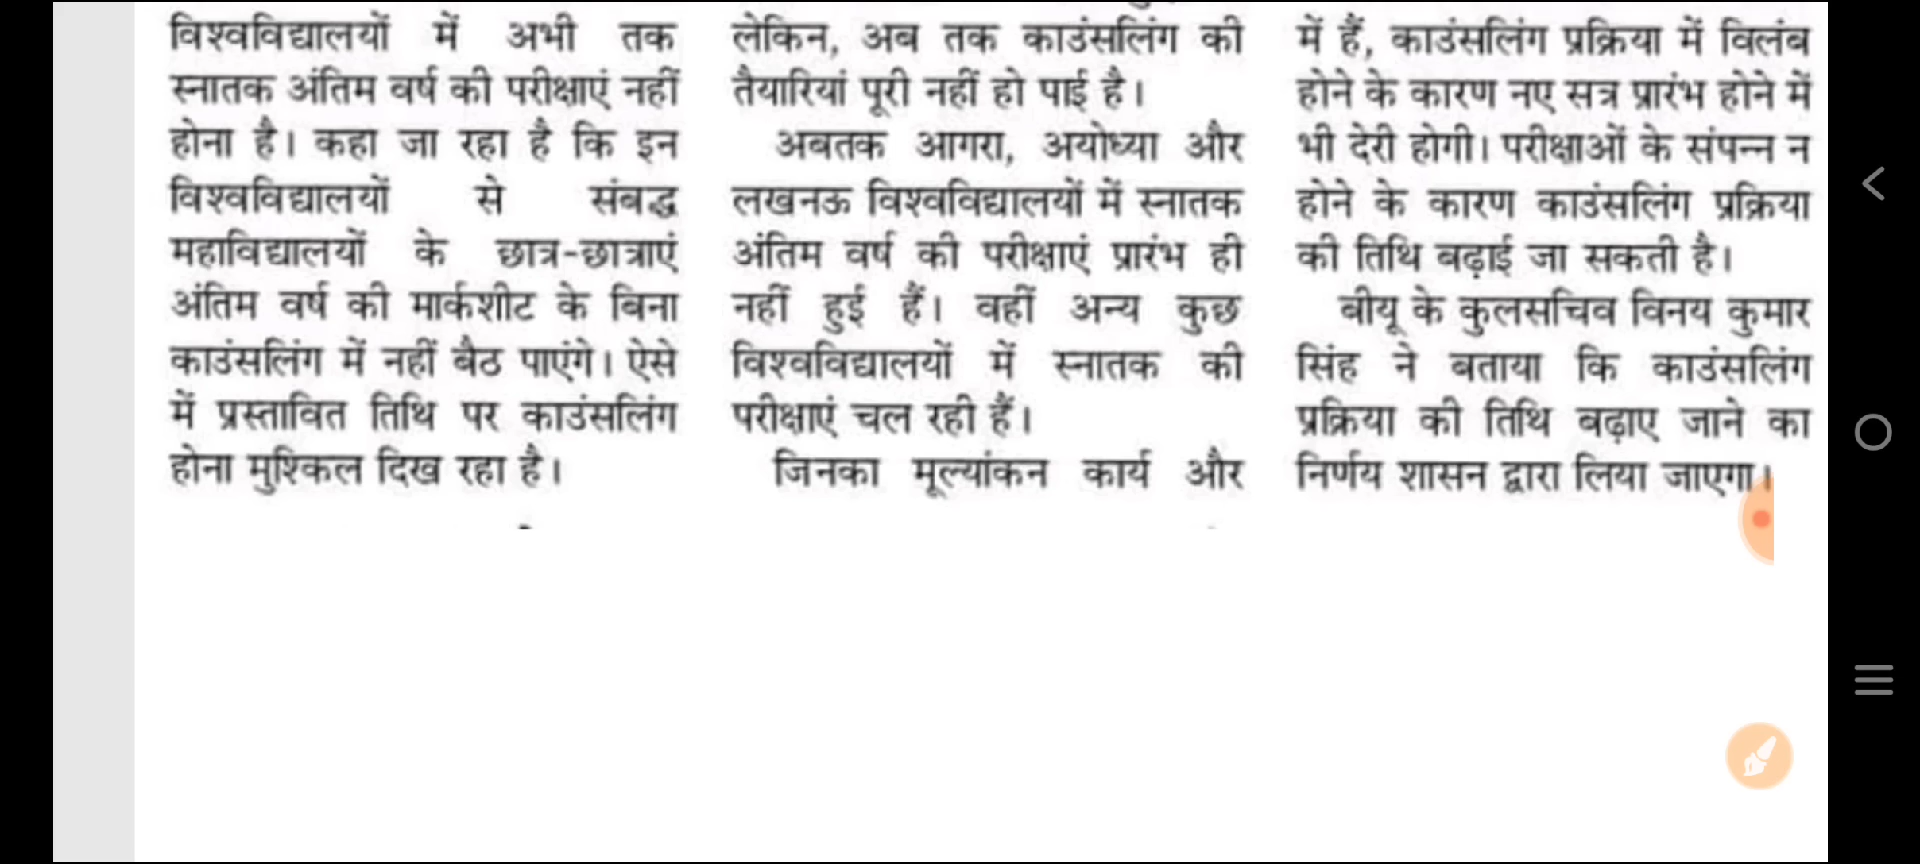 विश्वविद्यालयों में अभी तक
स्नातक अंतिम वर्ष की परीक्षाएं नहीं
होना है। कहा जा रहा है कि इन
विश्वविद्यालयों से संबद्ध
महाविद्यालयों के छात्र-छात्राएं
अंतिम वर्ष की मार्कशीट के बिना
काउंसलिंग में नहीं बैठ पाएंगे। ऐसे
में प्रस्तावित तिथि पर काउंसलिंग
होना मुश्किल दिख रहा है।
लेकिन, अब तक काउंसलिंग की
तैयारियां पूरी नहीं हो पाई है।
अबतक आगरा, अयोध्या और
लखनऊ विश्वविद्यालयों में स्नातक
अंतिम वर्ष की परीक्षाएं प्रारंभ ही
नहीं हुई हैं। वहीं अन्य कुछ
विश्वविद्यालयों में स्नातक की
परीक्षाएं चल रही हैं।
जिनका मूल्यांकन कार्य और
में हैं, काउंसलिंग प्रक्रिया में विलंब
होने के कारण नए सत्र प्रारंभ होने में
भी देरी होगी। परीक्षाओं के संपन्न न
होने के कारण काउंसलिंग प्रक्रिया
की तिथि बढ़ाई जा सकती है।
बीयू के कुलसचिव विनय कुमार
सिंह ने बताया कि काउंसलिंग
प्रक्रिया की तिथि बढ़ाए जाने का
निर्णय शासन द्वारा लिया जाएगा।